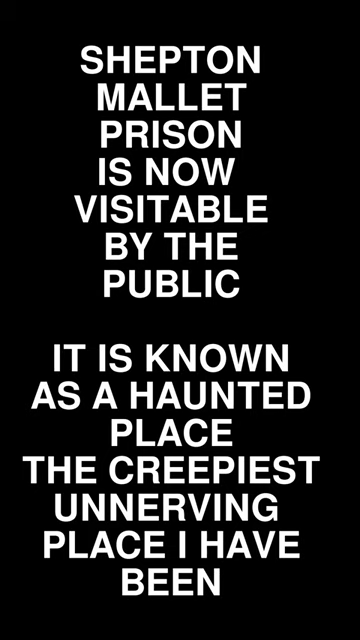 SHEPTON
MALLET
PRISON
IS NOW
VISITABLE
BY THE
PUBLIC
IT IS KNOWN
AS A HAUNTED
PLACE
THE CREEPIEST
UNNERVING
PLACE I HAVE
BEEN